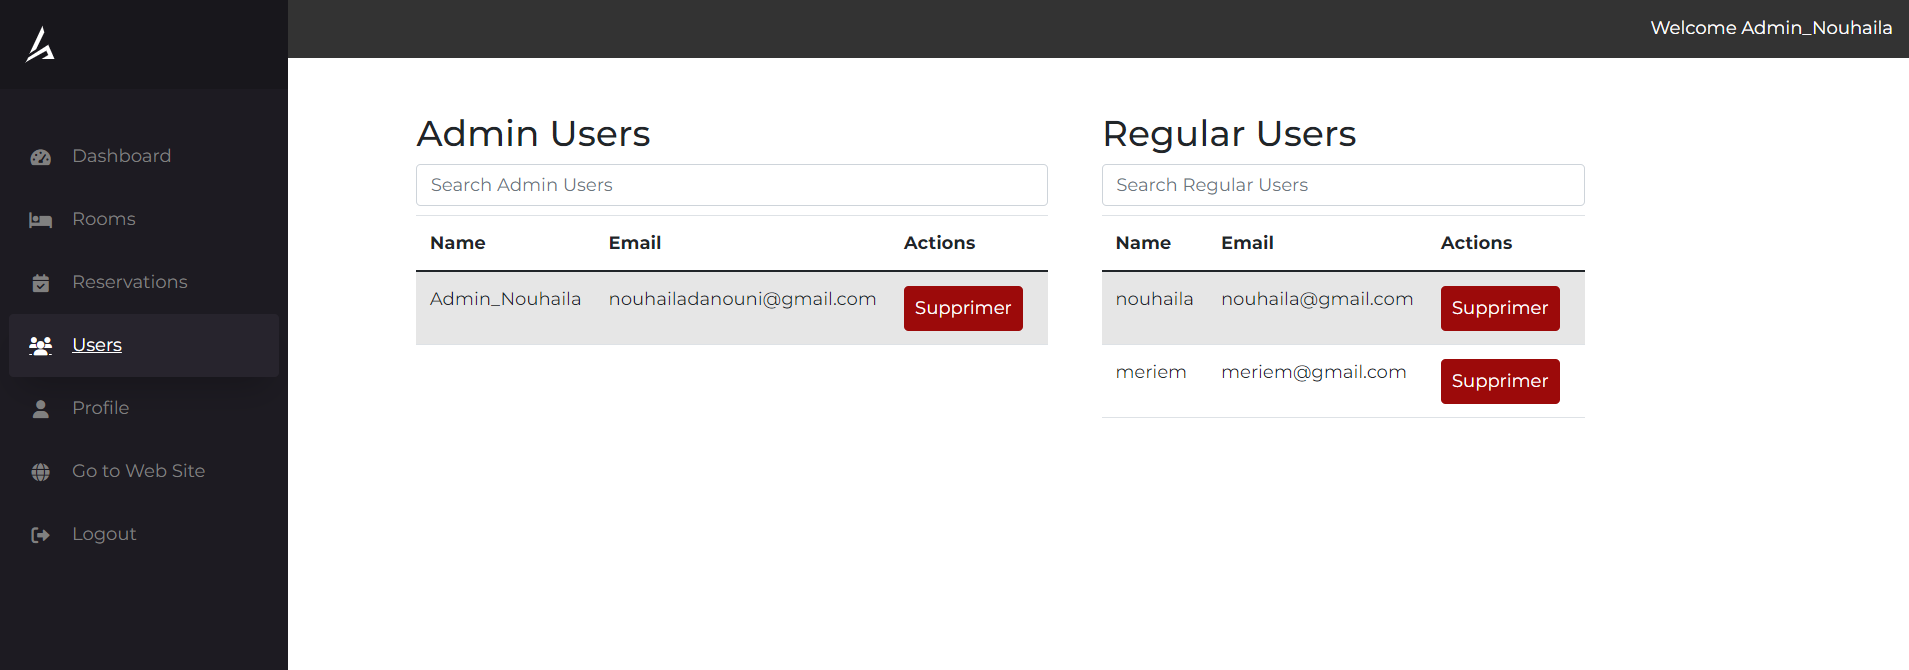 Welcome Admin_Nouhaila
Dashboard
Rooms
Reservations
Users
Profile
Go to Web Site
Logout
Admin Users
Search Admin Users
Name Email Actions
Admin_Nouhaila nouhailadanouni@gmail.com Supprimer
Regular Users
Search Regular Users
Name Email Actions
nouhaila nouhaila@gmail.com Supprimer
meriem meriem@gmail.com Supprimer